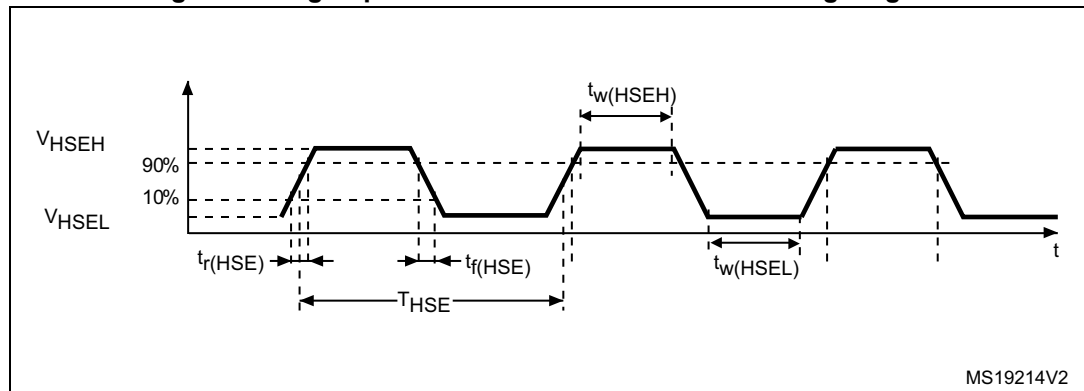 tw(HSEH)
VHSEH
90%
10%
VHSEL
tr(HSE)
tf(HSE)
tw(HSEL)
t
THSE
MS19214V2